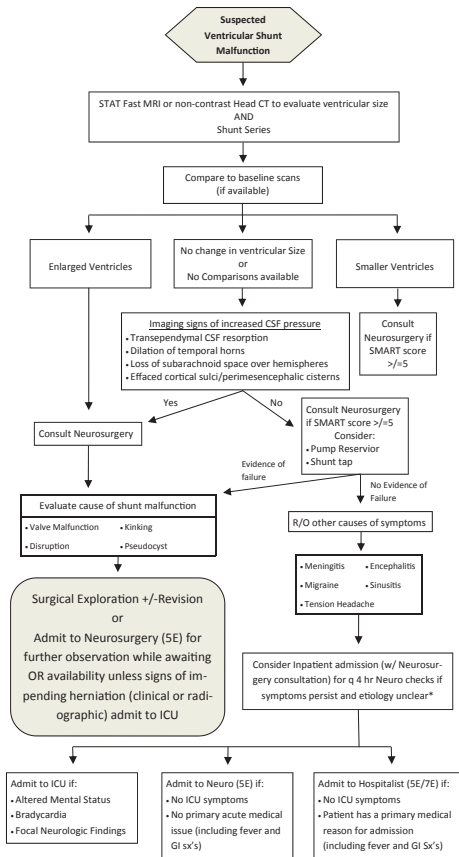 Suspected
Ventricular Shunt
Malfunction
STAT Fast MRI or non-contrast Head CT to evaluate ventricular size
AND
Shunt Series
Compare to baseline scans
(if available)
Enlarged Ventricles
No change in ventricular Size
or
No Comparisons available
Smaller Ventricles
Imaging signs of increased CSF pressure
• Transependymal CSF resorption
• Dilation of temporal horns
• Loss of subarachnoid space over hemispheres
• Effaced cortical sulci/perimesencephalic cisterns
Consult
Neurosurgery if
SMART score
>/=5
Yes
No
Consult Neurosurgery
Consult Neurosurgery
if SMART score >/=5
Consider:
• Pump Reservior
• Shunt tap
Evidence of
failure
No Evidence of
Failure
Evaluate cause of shunt malfunction
• Valve Malfunction • Kinking
• Disruption • Pseudocyst
R/O other causes of symptoms
• Meningitis • Encephalitis
• Migraine • Sinusitis
• Tension Headache
Surgical Exploration +/-Revision
or
Admit to Neurosurgery (5E) for
further observation while awaiting
OR availability unless signs of im-
pending herniation (clinical or radi-
ographic) admit to ICU
Consider Inpatient admission (w/ Neurosur-
gery consultation) for q 4 hr Neuro checks if
symptoms persist and etiology unclear*
Admit to ICU if:
• Altered Mental Status
• Bradycardia
• Focal Neurologic Findings
Admit to Neuro (5E) if:
• No ICU symptoms
• No primary acute medical
issue (including fever and
GI sx's)
Admit to Hospitalist (5E/7E) if:
• No ICU symptoms
• Patient has a primary medical
reason for admission
(including fever and GI Sx's)